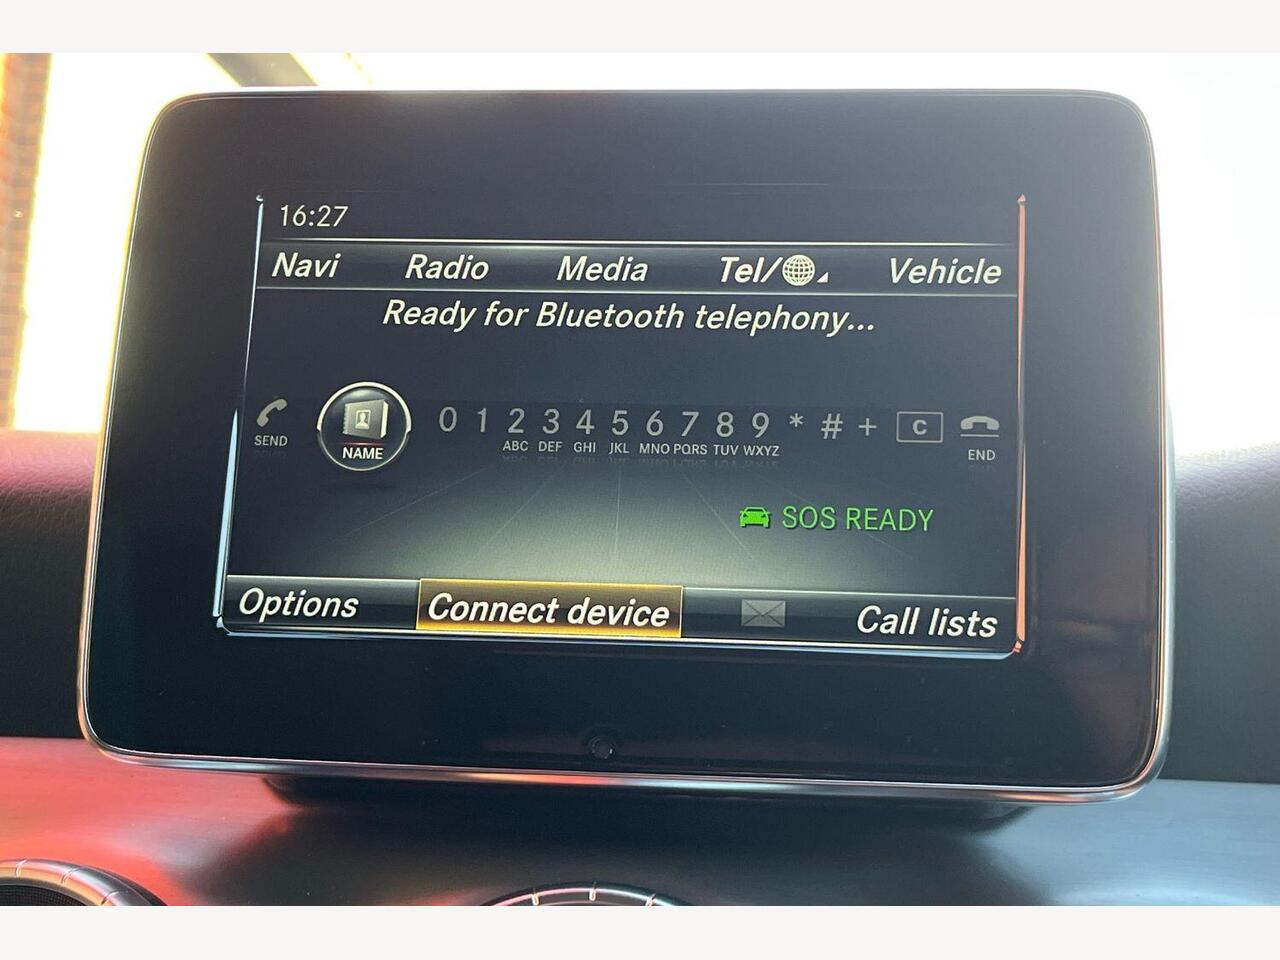 16:27
Navi Radio Media Tel/ Vehicle
Ready for Bluetooth telephony...
SEND NAME 0 1 2 3 4 5 6 7 8 9 * # + C END
ABC DEF GHI JKL MNO PQRS TUV WXYZ
SOS READY
Options Connect device Call lists